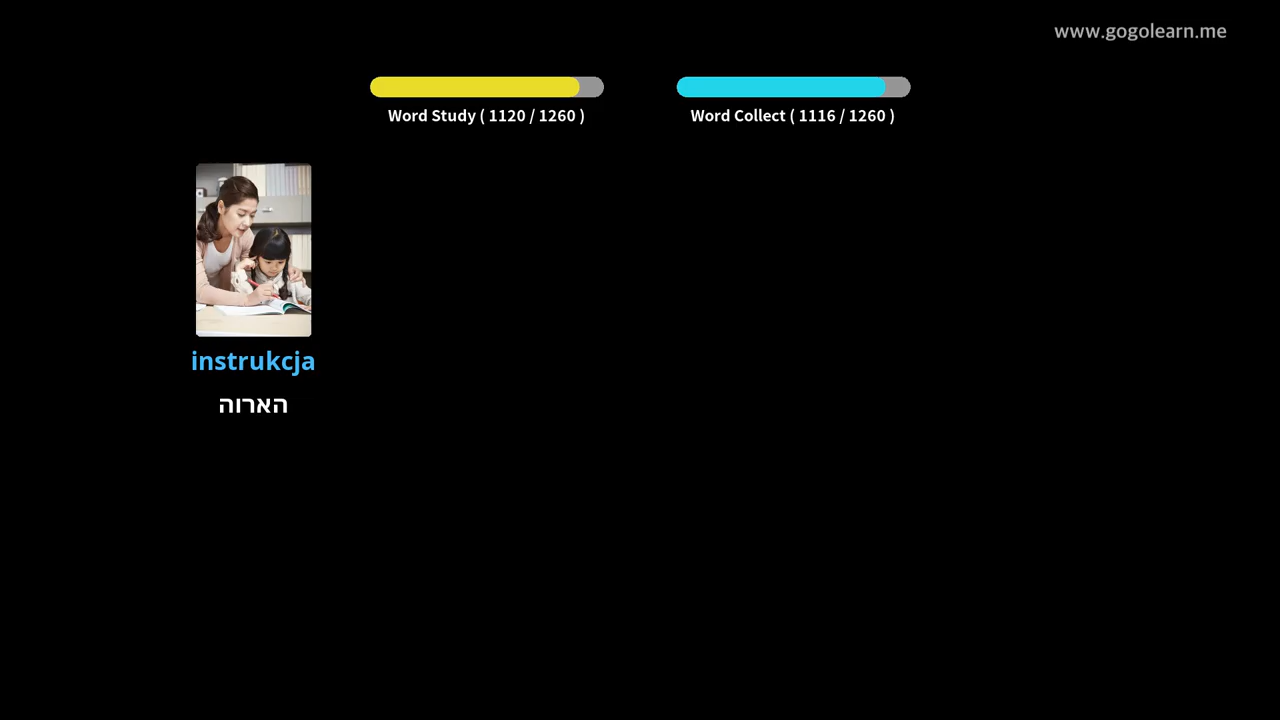 www.gogolearn.me
Word Study ( 1120 / 1260 )
Word Collect ( 1116 / 1260 )
instrukcja
הארוה